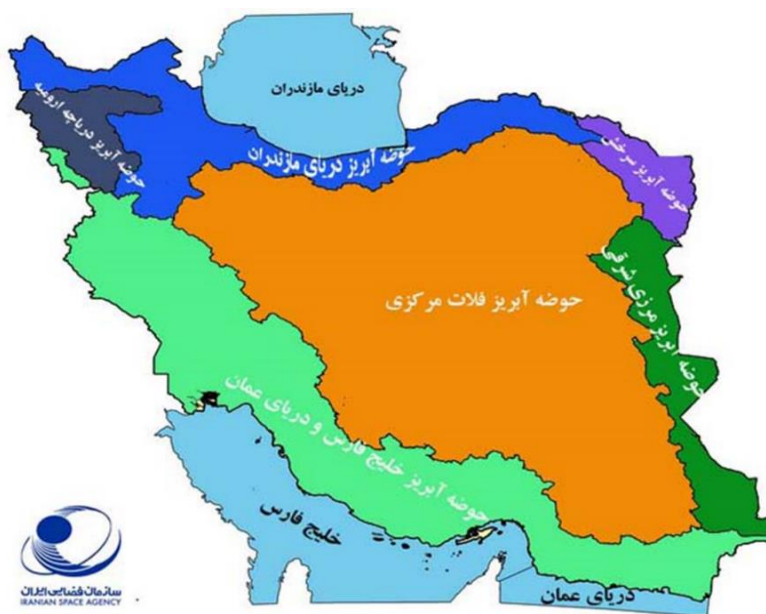 دریای مازندران
حوضه آبریز دریاچه ارومیه
حوضه آبریز دریای مازندران
حوضه آبریز سرخس
حوضه آبریز مرزی شرقی
حوضه آبریز فلات مرکزی
حوضه آبریز خلیج فارس و دریای عمان
خلیج فارس
دریای عمان
سازمان فضایی ایران
IRANIAN SPACE AGENCY